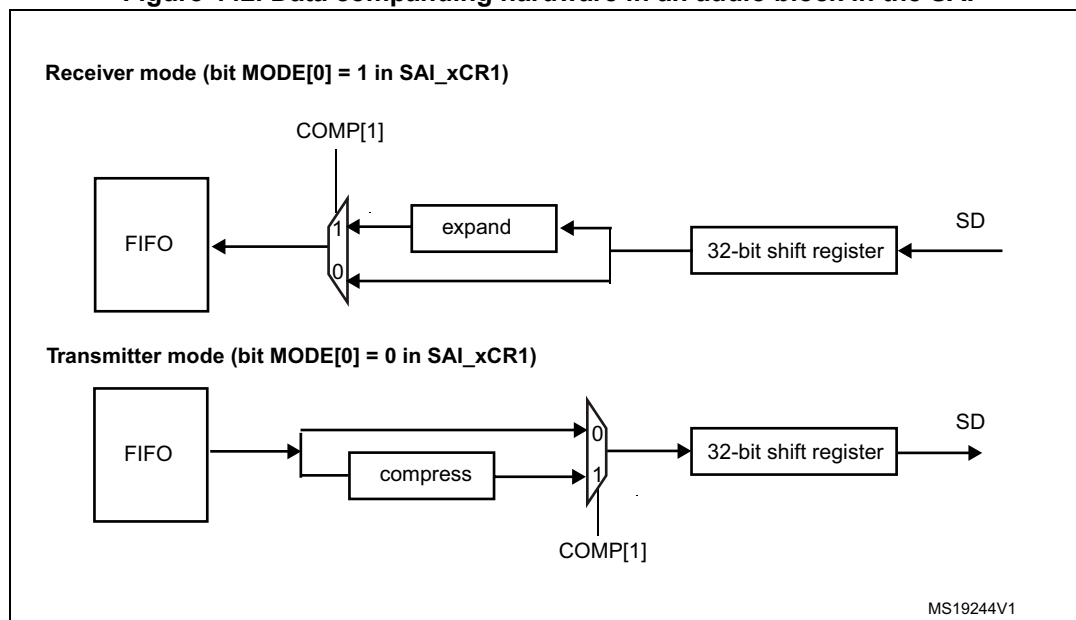 Receiver mode (bit MODE[0] = 1 in SAI_xCR1)
COMP[1]
FIFO
1
0
expand
32-bit shift register
SD
Transmitter mode (bit MODE[0] = 0 in SAI_xCR1)
FIFO
compress
0
1
COMP[1]
32-bit shift register
SD
MS19244V1